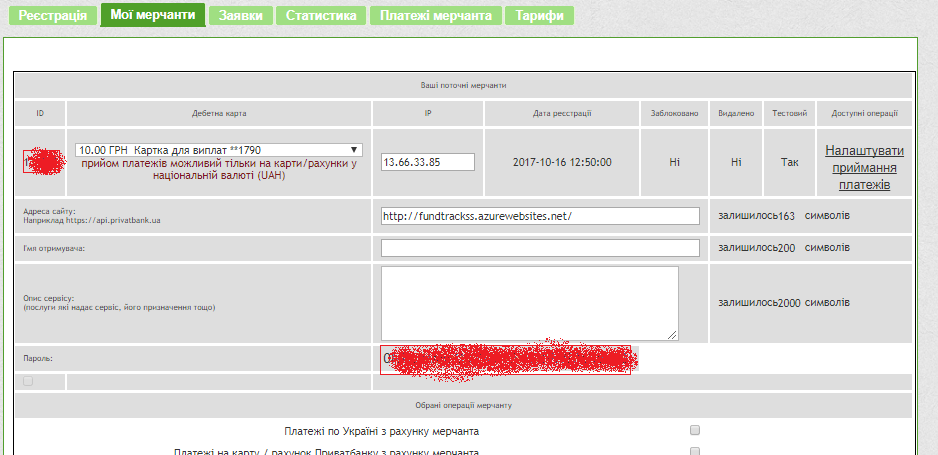 Реєстрація Мої мерчанти Заявки Статистика Платежі мерчанта Тарифи
Ваші поточні мерчанти
ID Дебетна карта IP Дата реєстрації Заблоковано Видалено Тестовий Доступні операції
10.00 ГРН Картка для виплат **1790
прийом платежів можливий тільки на карти/рахунки у
національній валюті (UAH)
13.66.33.85 2017-10-16 12:50:00 Ні Ні Так
Налаштувати
приймання
платежів
Адреса сайту:
Наприклад https://api.privatbank.ua
http://fundtrackss.azurewebsites.net/ залишилось163 символів
І'мя отримувача: залишилось200 символів
Опис сервісу:
(послуги які надає сервіс, його призначення тощо)
залишилось2000 символів
Пароль:
Обрані операції мерчанту
Платежі по Україні з рахунку мерчанта
Платежі на карту / рахунок Приватбанку з рахунку мерчанта